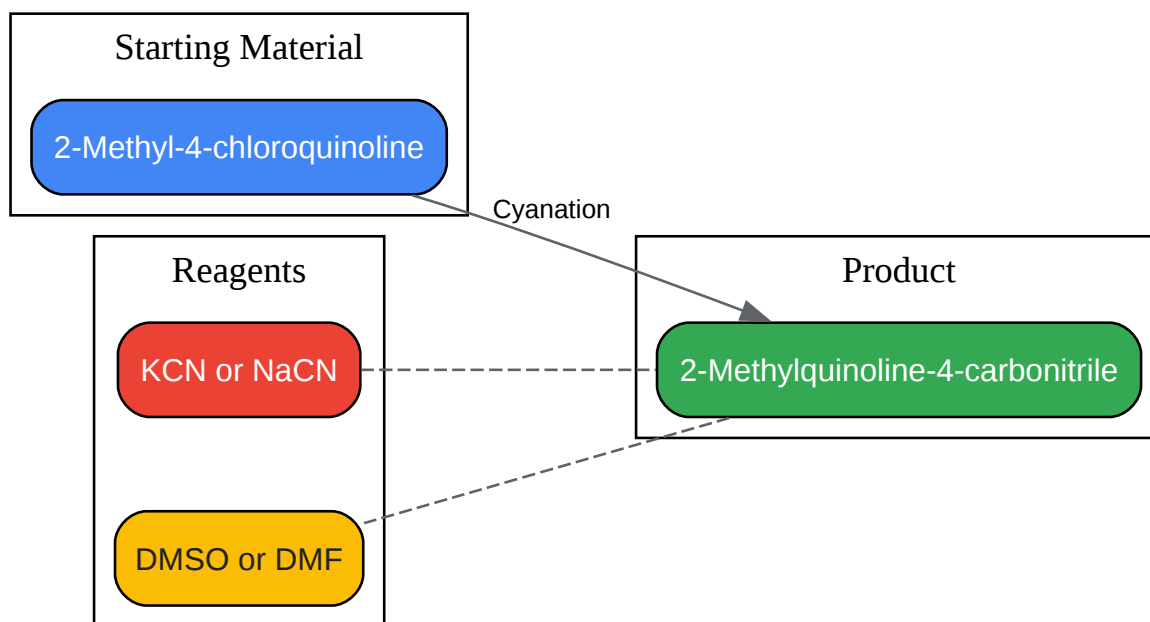 Starting Material
2-Methyl-4-chloroquinoline
Cyanation
Reagents
KCN or NaCN
DMSO or DMF
Product
2-Methylquinoline-4-carbonitrile